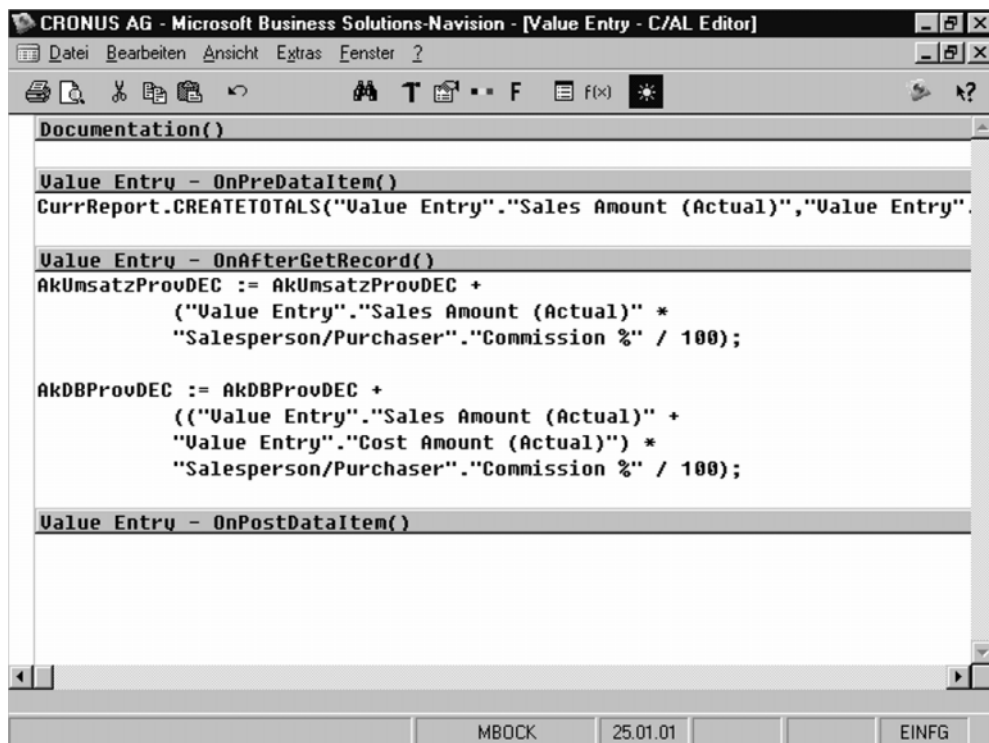 CRONUS AG - Microsoft Business Solutions-Navision - [Value Entry - C/AL Editor]
Datei Bearbeiten Ansicht Extras Fenster ?
T F f(x) ?
Documentation()
Value Entry - OnPreDataItem()
CurrReport.CREATETOTALS("Value Entry"."Sales Amount (Actual)","Value Entry".
Value Entry - OnAfterGetRecord()
AkUmsatzProvDEC := AkUmsatzProvDEC +
("Value Entry"."Sales Amount (Actual)" *
"Salesperson/Purchaser"."Commission %" / 100);
AkDBProvDEC := AkDBProvDEC +
(("Value Entry"."Sales Amount (Actual)" +
"Value Entry"."Cost Amount (Actual)") *
"Salesperson/Purchaser"."Commission %" / 100);
Value Entry - OnPostDataItem()
MBOCK 25.01.01 EINFG